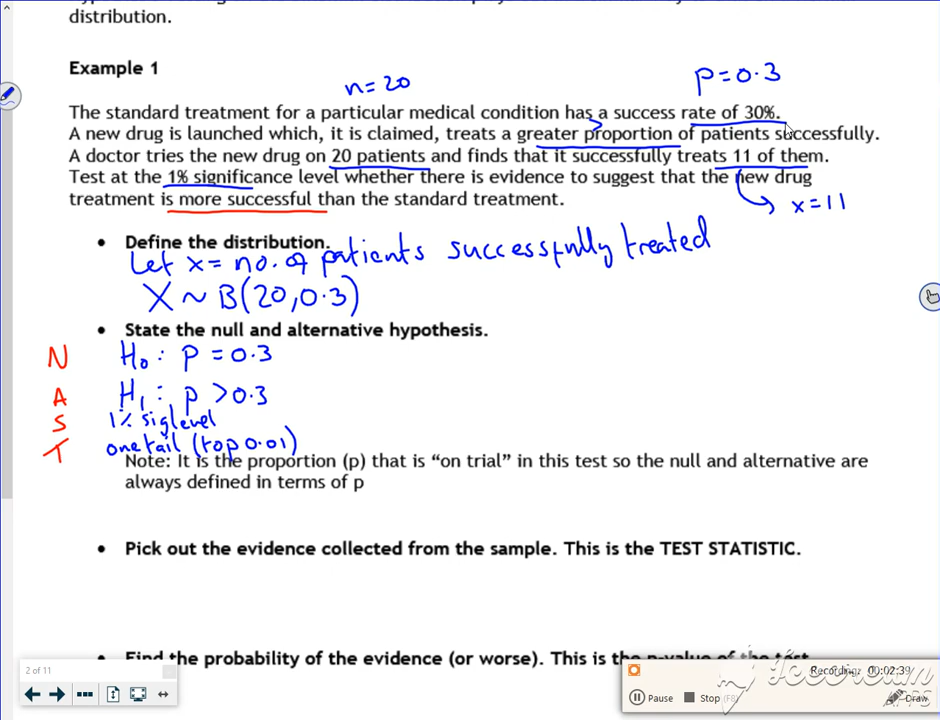 distribution.
Example 1
n=20
p=0.3
The standard treatment for a particular medical condition has a success rate of 30%.
A new drug is launched which, it is claimed, treats a greater proportion of patients successfully.
>
A doctor tries the new drug on 20 patients and finds that it successfully treats 11 of them.
Test at the 1% significance level whether there is evidence to suggest that the new drug
treatment is more successful than the standard treatment.
x=11
• Define the distribution.
Let x= no. of patients successfully treated
X ~ B(20,0.3)
• State the null and alternative hypothesis.
N H₀ : p = 0.3
A H₁ : p >0.3
S 1% siglevel
T one tail (top 0.01)
Note: It is the proportion (p) that is “on trial” in this test so the null and alternative are
always defined in terms of p
• Pick out the evidence collected from the sample. This is the TEST STATISTIC.
• Find the probability of the evidence (or worse). This is the p-value of the test
2 of 11
Recording 00:02:39
Pause
Stop (F8)
Draw
Icecream
APPS